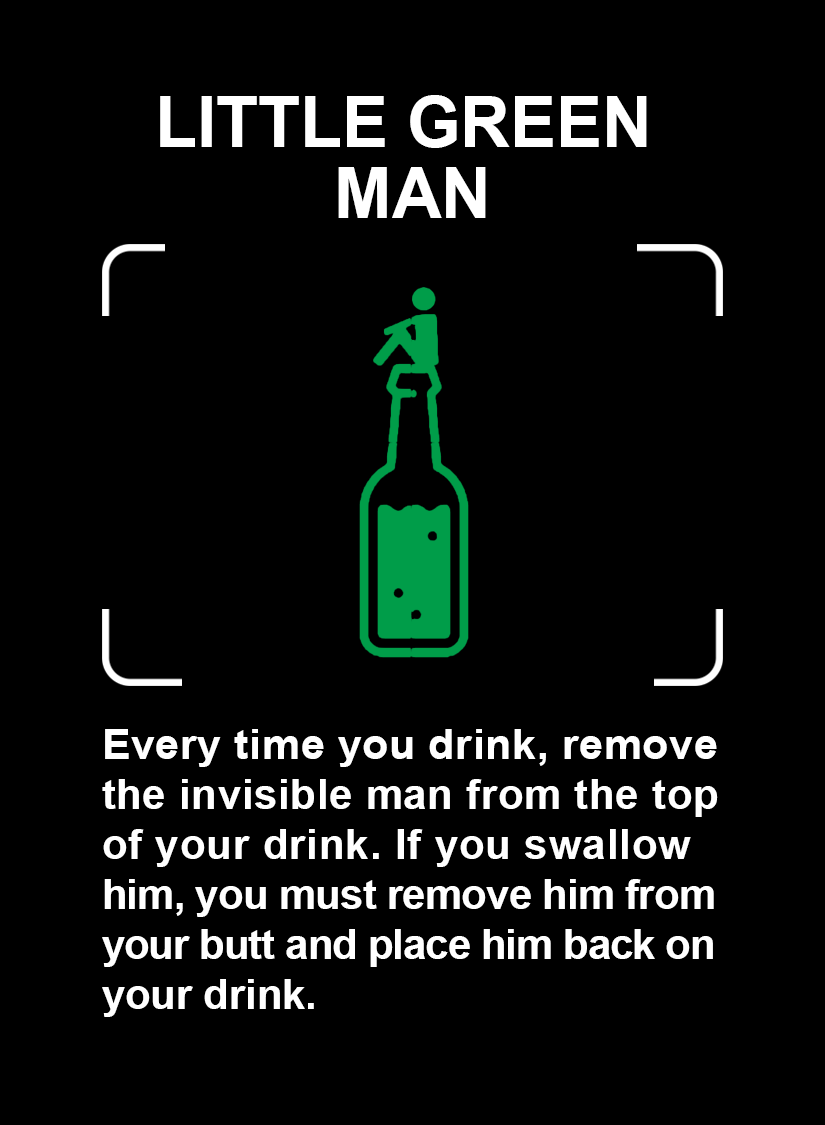 LITTLE GREEN
MAN
Every time you drink, remove
the invisible man from the top
of your drink. If you swallow
him, you must remove him from
your butt and place him back on
your drink.